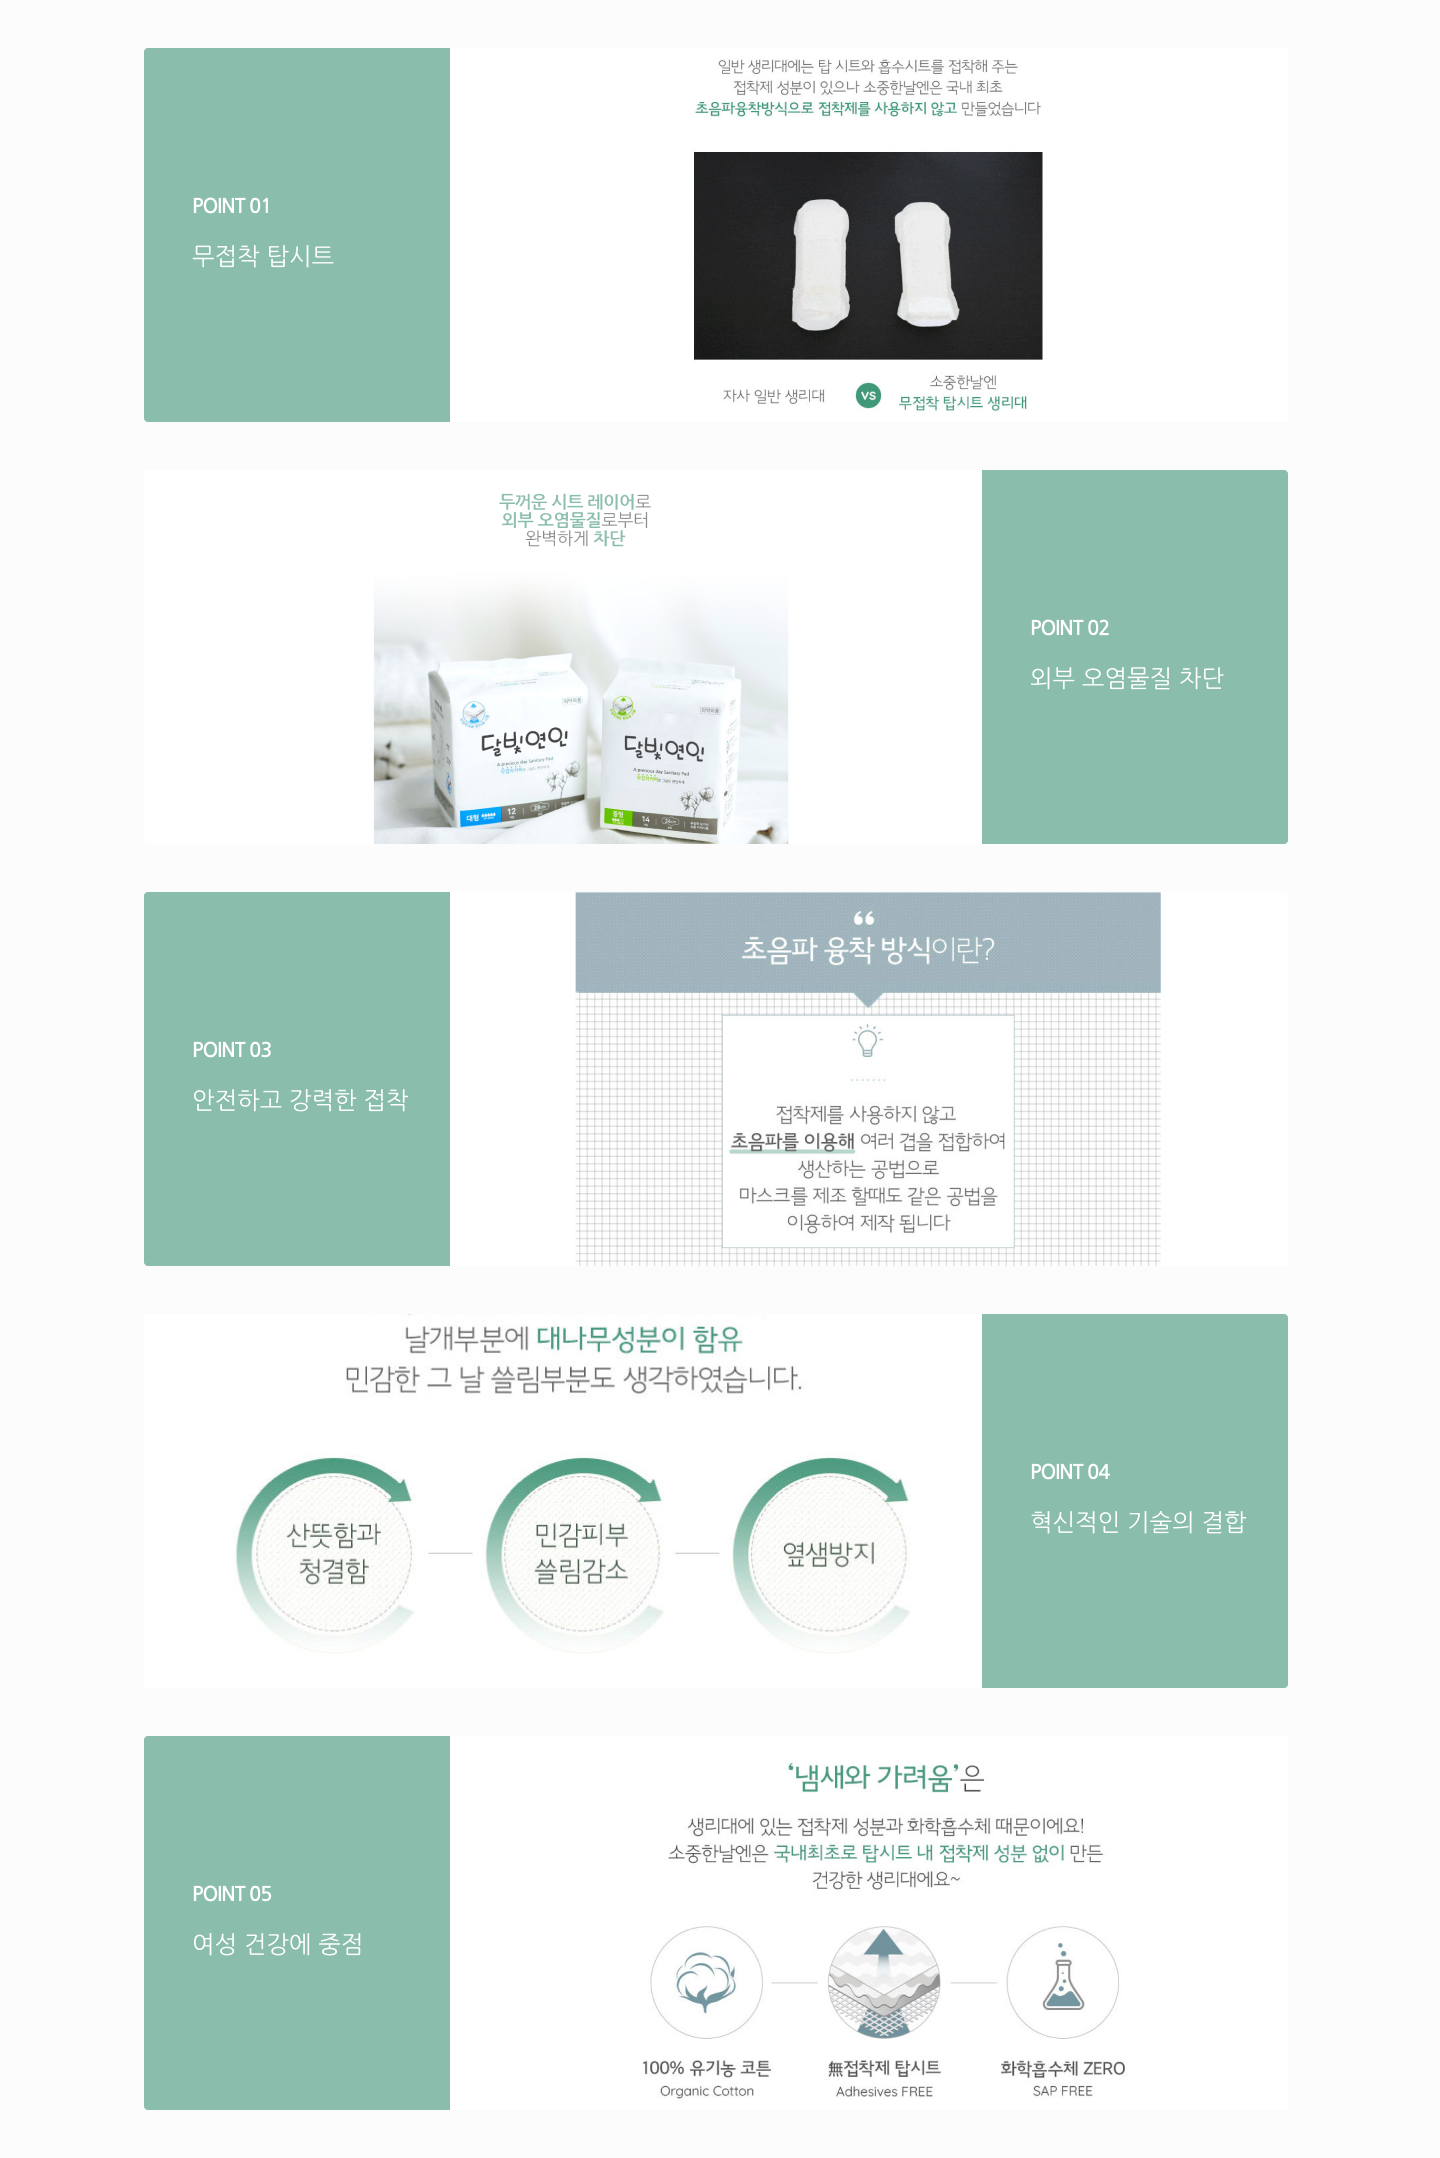 일반 생리대에는 탑 시트와 흡수시트를 접착해 주는
접착제 성분이 있으나 소중한날엔은 국내 최초
초음파융착방식으로 접착제를 사용하지 않고 만들었습니다
POINT 01
무접착 탑시트
자사 일반 생리대
VS
소중한날엔
무접착 탑시트 생리대
두꺼운 시트 레이어로
외부 오염물질로부터
완벽하게 차단
POINT 02
외부 오염물질 차단
달빛연인
A precious day Sanitary Pad
대형
12
28cm
달빛연인
A precious day Sanitary Pad
중형
14
24cm
POINT 03
안전하고 강력한 접착
“
초음파 융착 방식이란?
접착제를 사용하지 않고
초음파를 이용해 여러 겹을 접합하여
생산하는 공법으로
마스크를 제조 할때도 같은 공법을
이용하여 제작 됩니다
날개부분에 대나무성분이 함유
민감한 그 날 쓸림부분도 생각하였습니다.
산뜻함과
청결함
민감피부
쓸림감소
옆샘방지
POINT 04
혁신적인 기술의 결합
POINT 05
여성 건강에 중점
‘냄새와 가려움’은
생리대에 있는 접착제 성분과 화학흡수체 때문이에요!
소중한날엔은 국내최초로 탑시트 내 접착제 성분 없이 만든
건강한 생리대에요~
100% 유기농 코튼
Organic Cotton
無접착제 탑시트
Adhesives FREE
화학흡수체 ZERO
SAP FREE